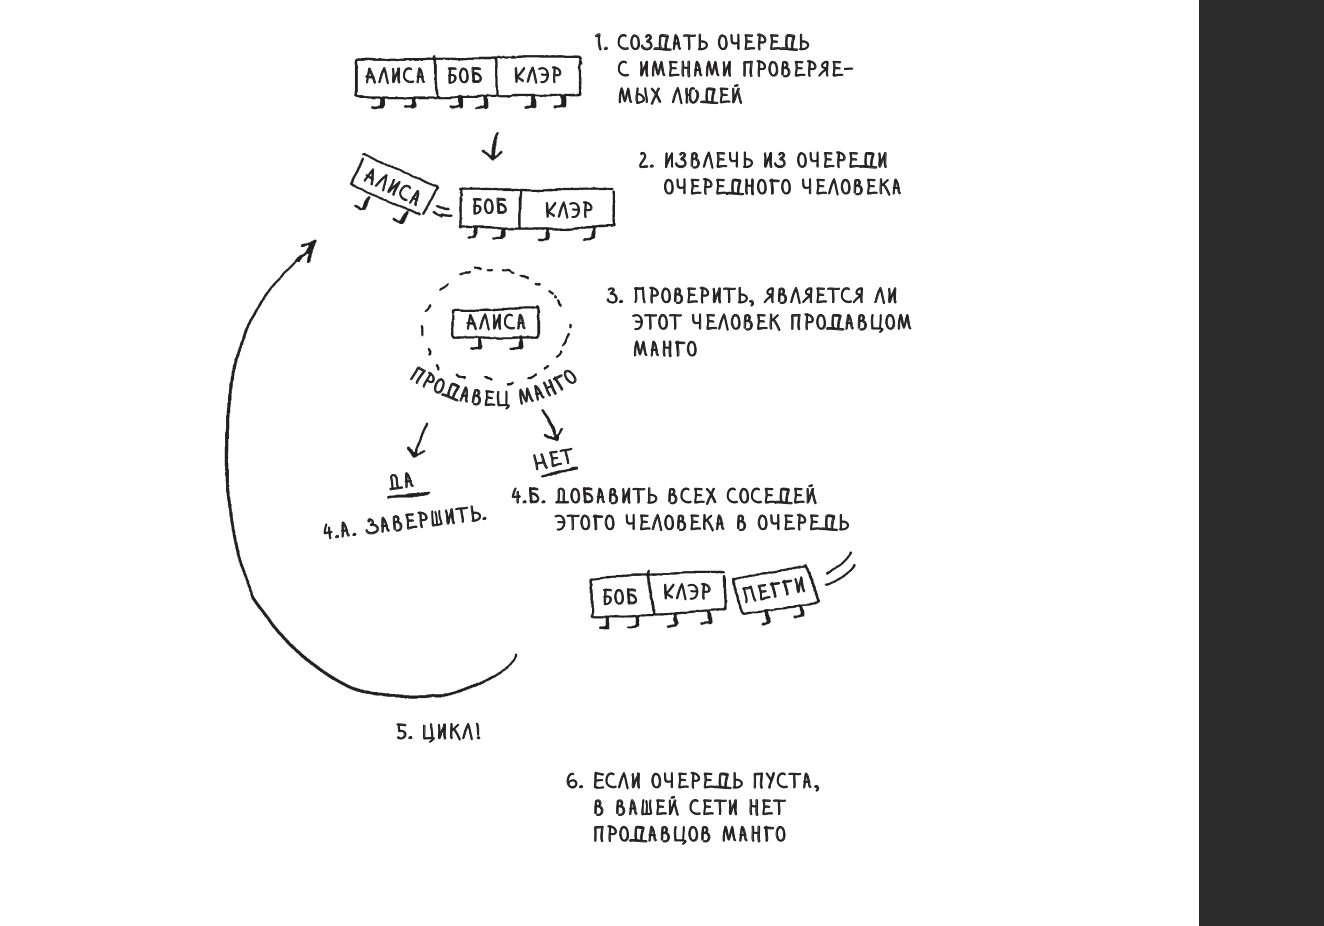 АЛИСА БОБ КЛЭР
1. СОЗДАТЬ ОЧЕРЕДЬ
С ИМЕНАМИ ПРОВЕРЯЕ-
МЫХ ЛЮДЕЙ
АЛИСА БОБ КЛЭР
2. ИЗВЛЕЧЬ ИЗ ОЧЕРЕДИ
ОЧЕРЕДНОГО ЧЕЛОВЕКА
АЛИСА
ПРОДАВЕЦ МАНГО
3. ПРОВЕРИТЬ, ЯВЛЯЕТСЯ ЛИ
ЭТОТ ЧЕЛОВЕК ПРОДАВЦОМ
МАНГО
ДА
4.А. ЗАВЕРШИТЬ.
НЕТ
4.Б. ДОБАВИТЬ ВСЕХ СОСЕДЕЙ
ЭТОГО ЧЕЛОВЕКА В ОЧЕРЕДЬ
БОБ КЛЭР ПЕГГИ
5. ЦИКЛ!
6. ЕСЛИ ОЧЕРЕДЬ ПУСТА,
В ВАШЕЙ СЕТИ НЕТ
ПРОДАВЦОВ МАНГО